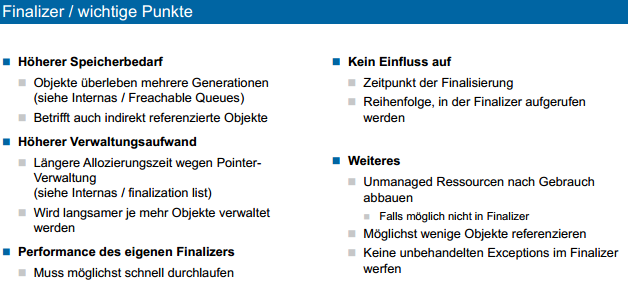 Finalizer / wichtige Punkte
Höherer Speicherbedarf
Objekte überleben mehrere Generationen
(siehe Internas / Freachable Queues)
Betrifft auch indirekt referenzierte Objekte
Höherer Verwaltungsaufwand
Längere Allozierungszeit wegen Pointer-
Verwaltung
(siehe Internas / finalization list)
Wird langsamer je mehr Objekte verwaltet
werden
Performance des eigenen Finalizers
Muss möglichst schnell durchlaufen
Kein Einfluss auf
Zeitpunkt der Finalisierung
Reihenfolge, in der Finalizer aufgerufen
werden
Weiteres
Unmanaged Ressourcen nach Gebrauch
abbauen
Falls möglich nicht in Finalizer
Möglichst wenige Objekte referenzieren
Keine unbehandelten Exceptions im Finalizer
werfen